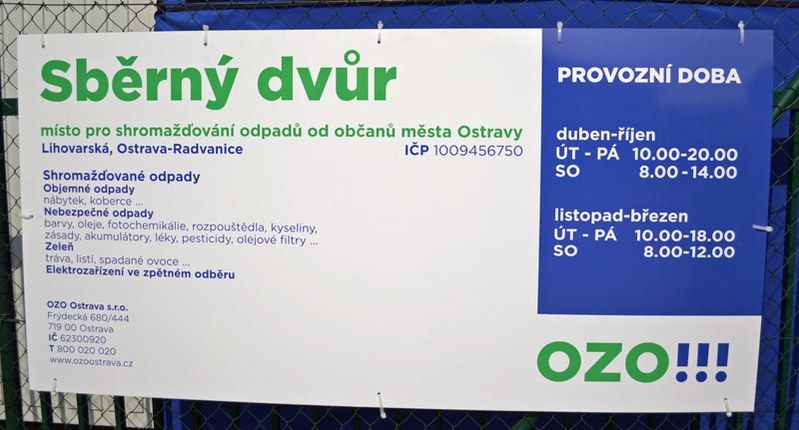 Sběrný dvůr
místo pro shromažďování odpadů od občanů města Ostravy
Lihovarská, Ostrava-Radvanice IČP 1009456750
Shromažďované odpady
Objemné odpady
nábytek, koberce ...
Nebezpečné odpady
barvy, oleje, fotochemikálie, rozpouštědla, kyseliny,
zásady, akumulátory, léky, pesticidy, olejové filtry ...
Zeleň
tráva, listí, spadané ovoce ...
Elektrozařízení ve zpětném odběru
OZO Ostrava s.r.o.
Frýdecká 680/444
719 00 Ostrava
IČ 62300920
T 800 020 020
www.ozoostrava.cz
PROVOZNÍ DOBA
duben-říjen
ÚT - PÁ 10.00-20.00
SO 8.00-14.00
listopad-březen
ÚT - PÁ 10.00-18.00
SO 8.00-12.00
OZO!!!